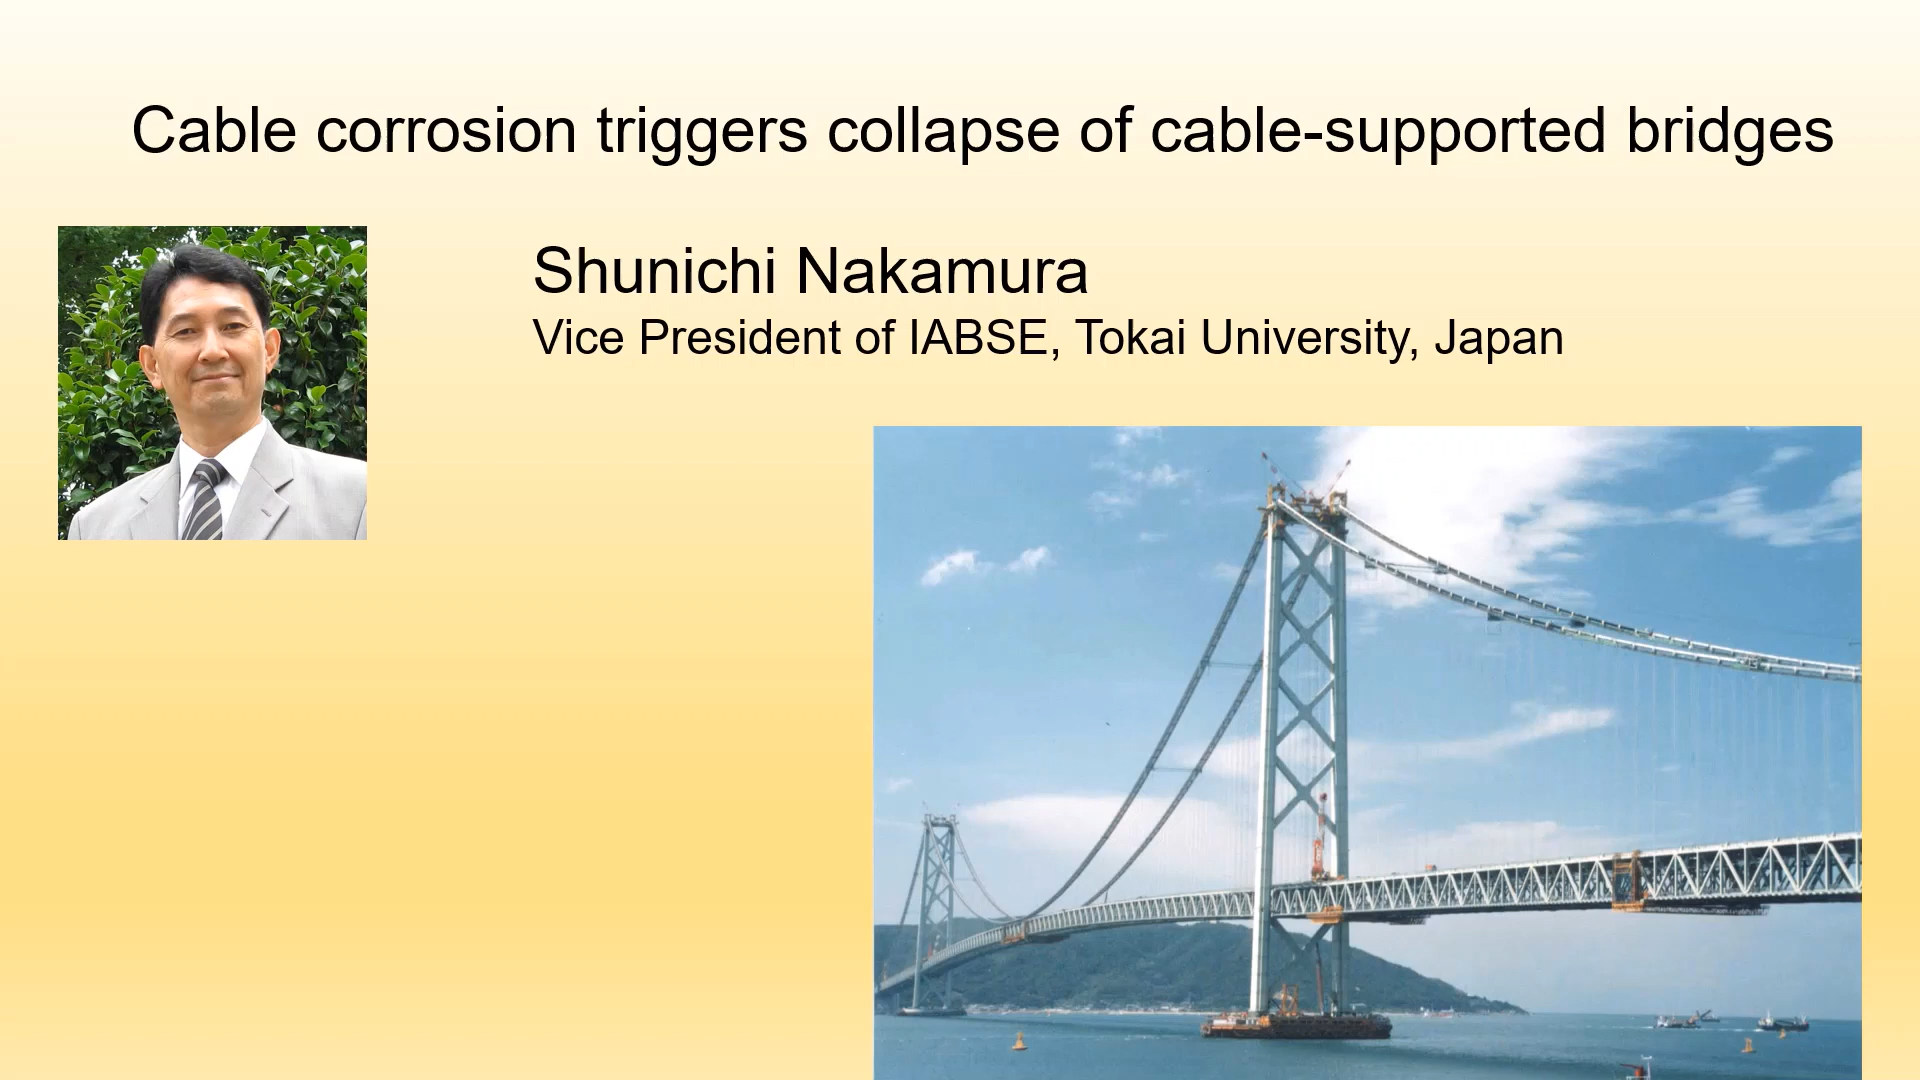 Cable corrosion triggers collapse of cable-supported bridges
Shunichi Nakamura
Vice President of IABSE, Tokai University, Japan